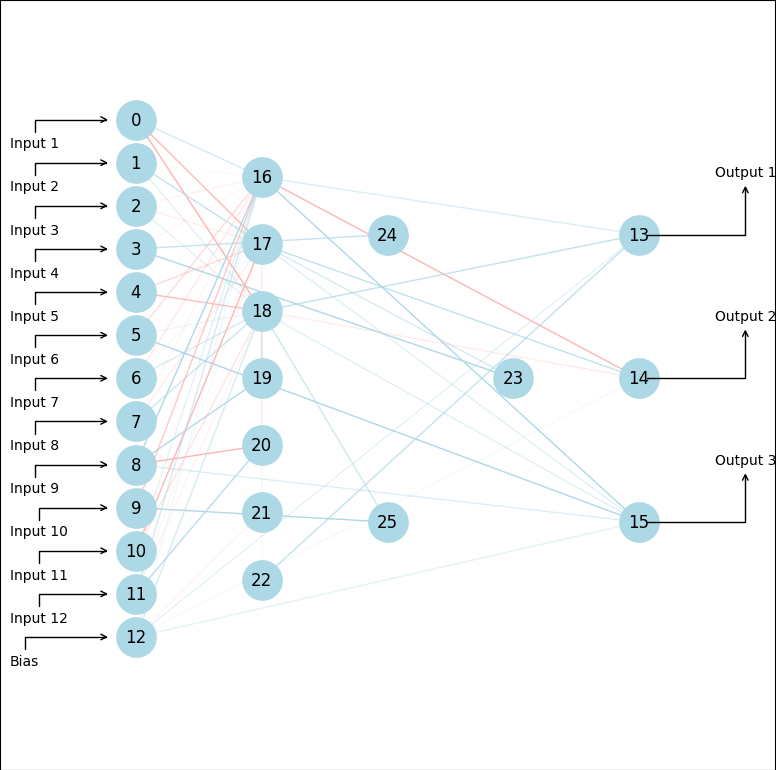 0
Input 1
1
Input 2
2
Input 3
3
Input 4
4
Input 5
5
Input 6
6
Input 7
7
Input 8
8
Input 9
9
Input 10
10
Input 11
11
Input 12
12
Bias
16
17
18
19
20
21
22
24
25
23
13
14
15
Output 1
Output 2
Output 3